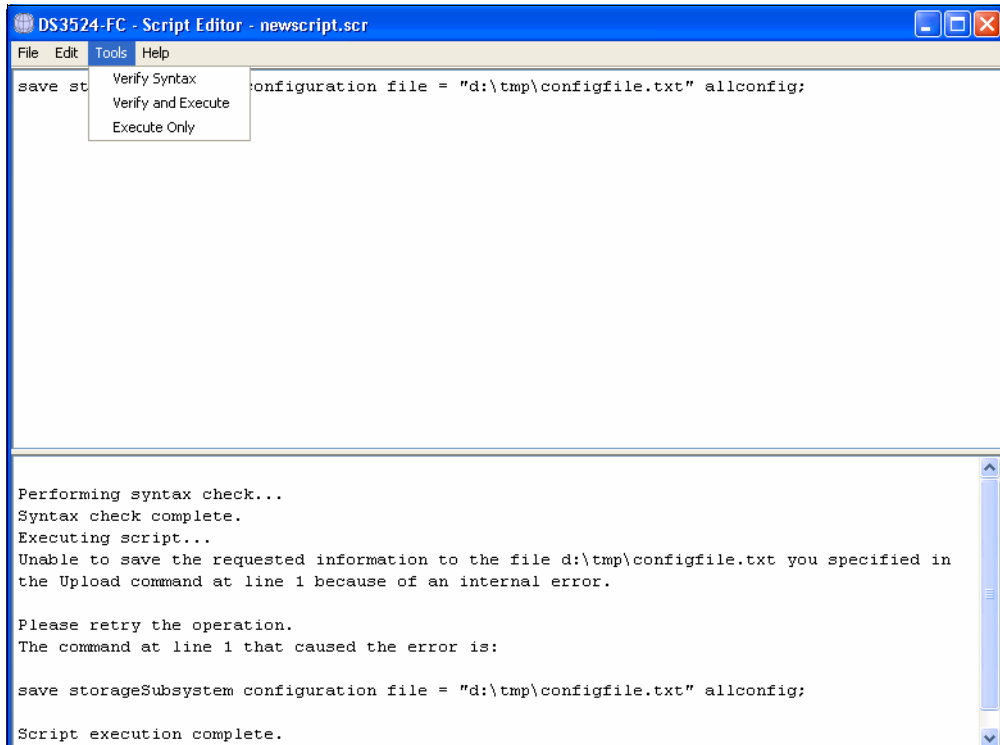 DS3524-FC - Script Editor - newscript.scr
File Edit Tools Help
save st onfiguration file = "d:\tmp\configfile.txt" allconfig;
Verify Syntax
Verify and Execute
Execute Only
Performing syntax check...
Syntax check complete.
Executing script...
Unable to save the requested information to the file d:\tmp\configfile.txt you specified in
the Upload command at line 1 because of an internal error.
Please retry the operation.
The command at line 1 that caused the error is:
save storageSubsystem configuration file = "d:\tmp\configfile.txt" allconfig;
Script execution complete.